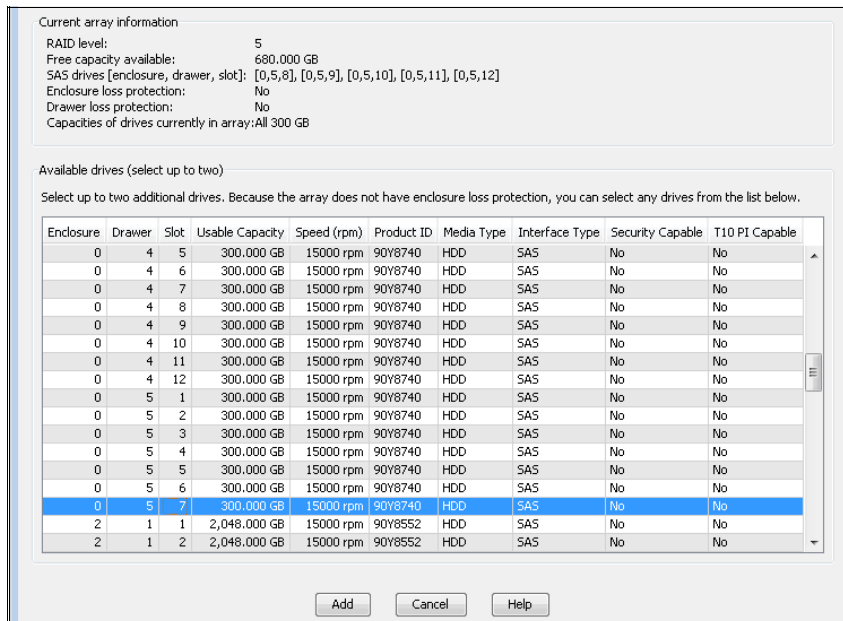 Current array information
RAID level: 5
Free capacity available: 680.000 GB
SAS drives [enclosure, drawer, slot]: [0,5,8], [0,5,9], [0,5,10], [0,5,11], [0,5,12]
Enclosure loss protection: No
Drawer loss protection: No
Capacities of drives currently in array:All 300 GB
Available drives (select up to two)
Select up to two additional drives. Because the array does not have enclosure loss protection, you can select any drives from the list below.
Enclosure Drawer Slot Usable Capacity Speed (rpm) Product ID Media Type Interface Type Security Capable T10 PI Capable
0 4 5 300.000 GB 15000 rpm 90Y8740 HDD SAS No No
0 4 6 300.000 GB 15000 rpm 90Y8740 HDD SAS No No
0 4 7 300.000 GB 15000 rpm 90Y8740 HDD SAS No No
0 4 8 300.000 GB 15000 rpm 90Y8740 HDD SAS No No
0 4 9 300.000 GB 15000 rpm 90Y8740 HDD SAS No No
0 4 10 300.000 GB 15000 rpm 90Y8740 HDD SAS No No
0 4 11 300.000 GB 15000 rpm 90Y8740 HDD SAS No No
0 4 12 300.000 GB 15000 rpm 90Y8740 HDD SAS No No
0 5 1 300.000 GB 15000 rpm 90Y8740 HDD SAS No No
0 5 2 300.000 GB 15000 rpm 90Y8740 HDD SAS No No
0 5 3 300.000 GB 15000 rpm 90Y8740 HDD SAS No No
0 5 4 300.000 GB 15000 rpm 90Y8740 HDD SAS No No
0 5 5 300.000 GB 15000 rpm 90Y8740 HDD SAS No No
0 5 6 300.000 GB 15000 rpm 90Y8740 HDD SAS No No
0 5 7 300.000 GB 15000 rpm 90Y8740 HDD SAS No No
2 1 1 2,048.000 GB 15000 rpm 90Y8552 HDD SAS No No
2 1 2 2,048.000 GB 15000 rpm 90Y8552 HDD SAS No No
Add Cancel Help